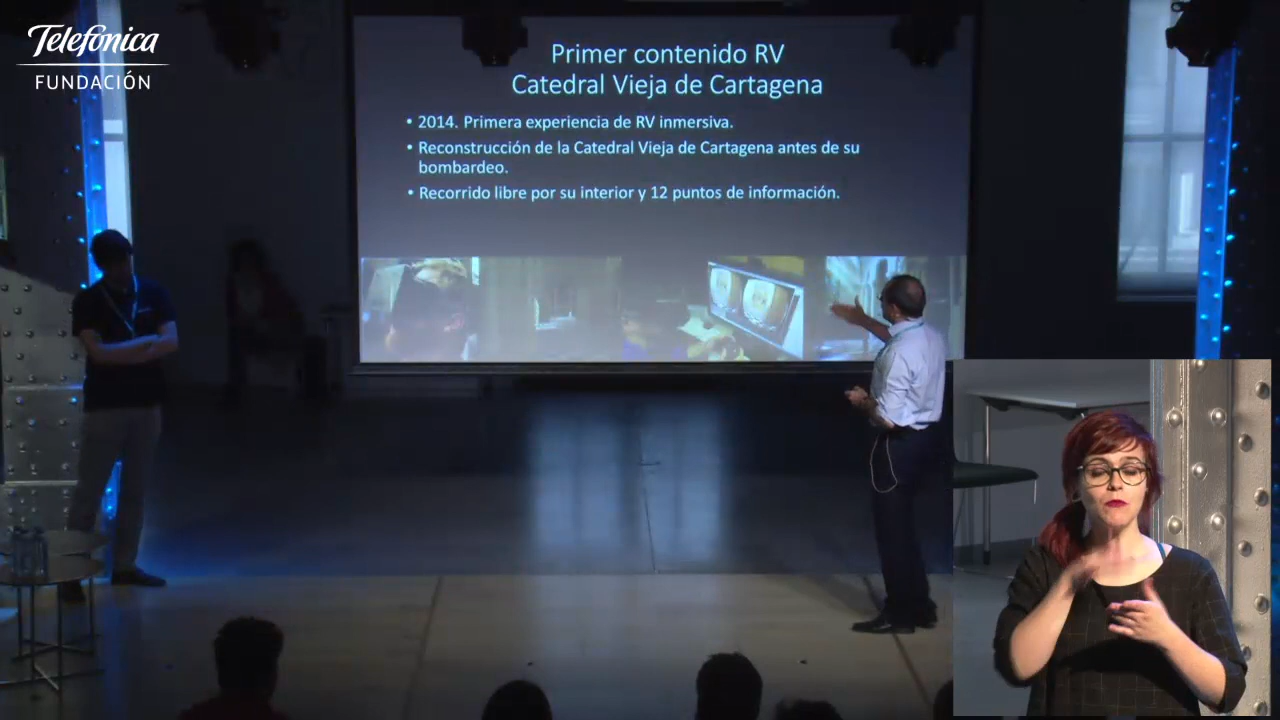 Telefónica
FUNDACIÓN
Primer contenido RV
Catedral Vieja de Cartagena
• 2014. Primera experiencia de RV inmersiva.
• Reconstrucción de la Catedral Vieja de Cartagena antes de su
bombardeo.
• Recorrido libre por su interior y 12 puntos de información.